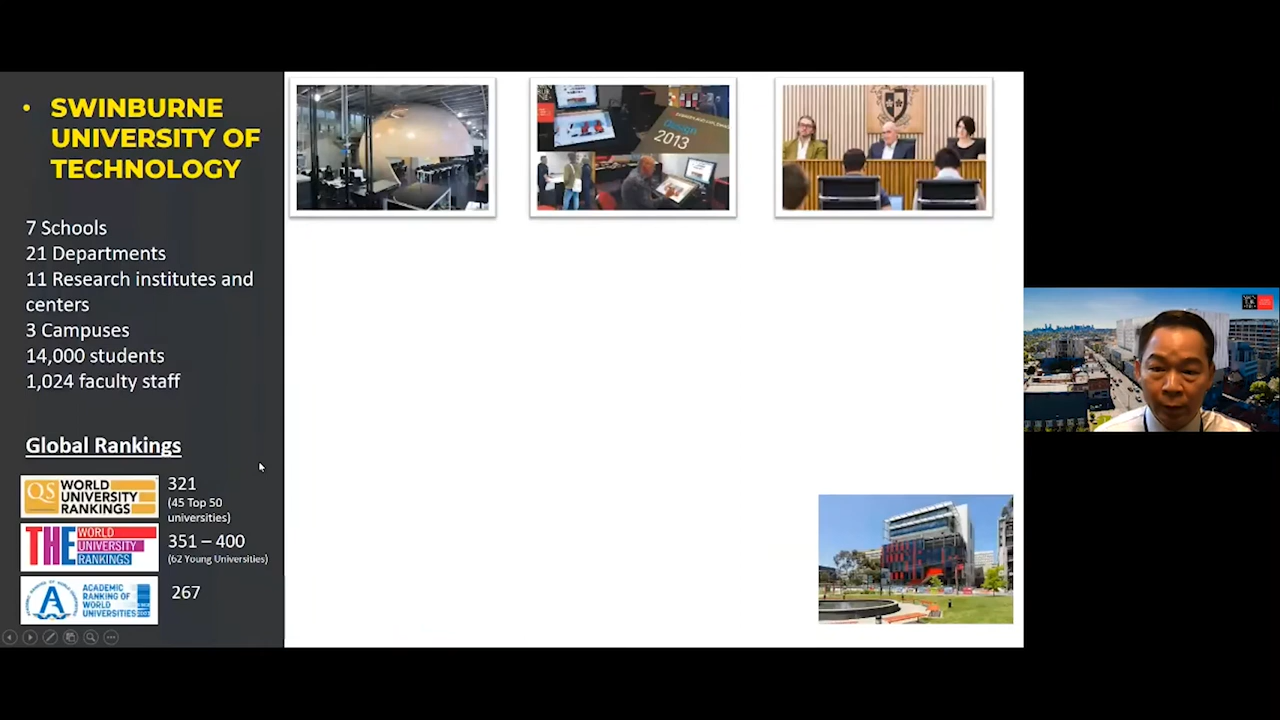 • SWINBURNE
UNIVERSITY OF
TECHNOLOGY
7 Schools
21 Departments
11 Research institutes and
centers
3 Campuses
14,000 students
1,024 faculty staff
Global Rankings
QS WORLD
UNIVERSITY
RANKINGS
321
(45 Top 50
universities)
THE WORLD
UNIVERSITY
RANKINGS
351 – 400
(62 Young Universities)
ACADEMIC
RANKING OF
WORLD
UNIVERSITIES
267
design
2013